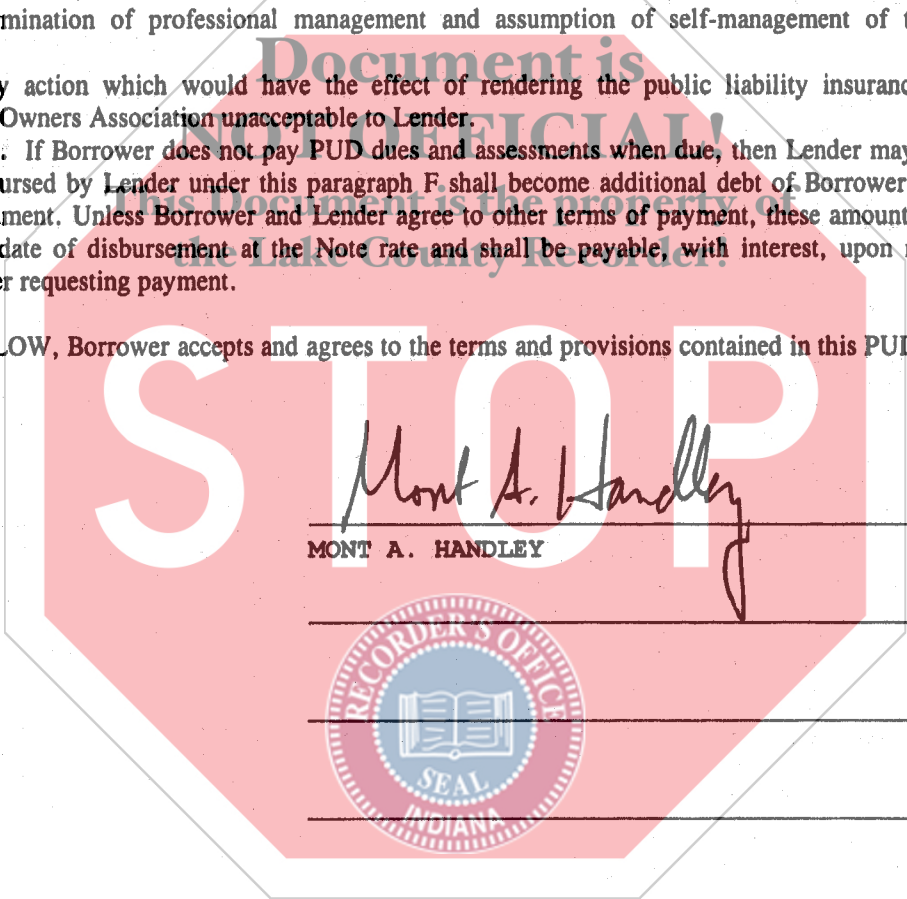 mination of professional management and assumption of self-management of t
Document is
y action which would have the effect of rendering the public liability insuranc
Owners Association unacceptable to Lender.
NOT OFFICIAL!
. If Borrower does not pay PUD dues and assessments when due, then Lender may
ursed by Lender under this paragraph F shall become additional debt of Borrower
This Document is the property of
ment. Unless Borrower and Lender agree to other terms of payment, these amount
date of disbursement at the Note rate and shall be payable, with interest, upon
the Lake County Recorder!
er requesting payment.
LOW, Borrower accepts and agrees to the terms and provisions contained in this PUD
STOP
Mont A. Handley
MONT A. HANDLEY
RECORDER'S OFFICE
SEAL
INDIANA